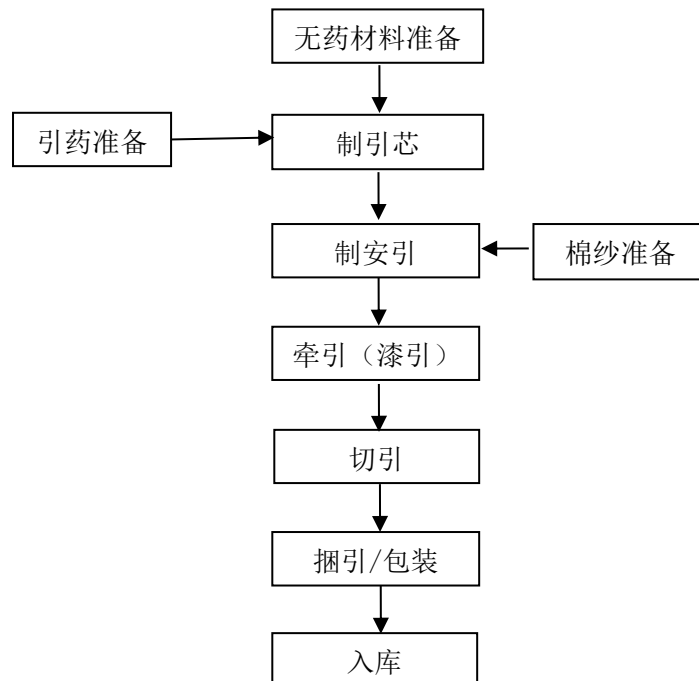 无药材料准备
引药准备
制引芯
制安引
棉纱准备
牵引（漆引）
切引
捆引/包装
入库